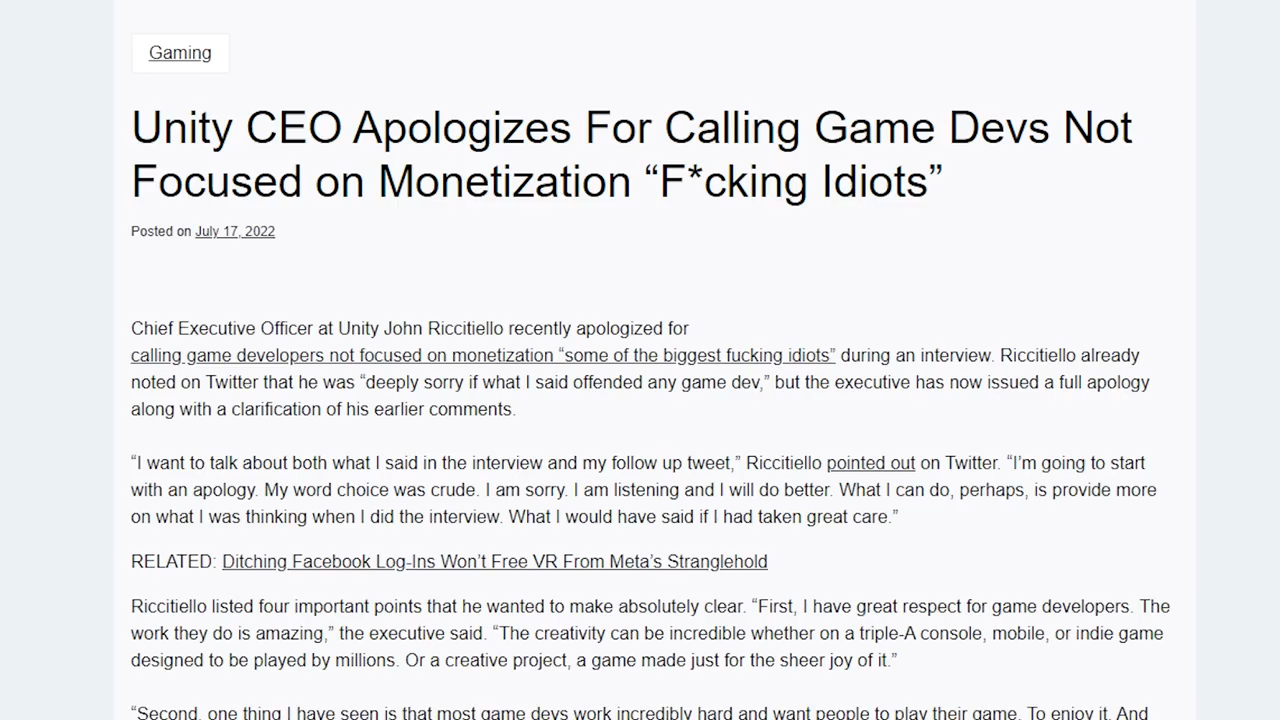 Gaming
Unity CEO Apologizes For Calling Game Devs Not
Focused on Monetization “F*cking Idiots”
Posted on July 17, 2022
Chief Executive Officer at Unity John Riccitiello recently apologized for
calling game developers not focused on monetization “some of the biggest fucking idiots” during an interview. Riccitiello already
noted on Twitter that he was “deeply sorry if what I said offended any game dev,” but the executive has now issued a full apology
along with a clarification of his earlier comments.
“I want to talk about both what I said in the interview and my follow up tweet,” Riccitiello pointed out on Twitter. “I’m going to start
with an apology. My word choice was crude. I am sorry. I am listening and I will do better. What I can do, perhaps, is provide more
on what I was thinking when I did the interview. What I would have said if I had taken great care.”
RELATED: Ditching Facebook Log-Ins Won’t Free VR From Meta’s Stranglehold
Riccitiello listed four important points that he wanted to make absolutely clear. “First, I have great respect for game developers. The
work they do is amazing,” the executive said. “The creativity can be incredible whether on a triple-A console, mobile, or indie game
designed to be played by millions. Or a creative project, a game made just for the sheer joy of it.”
“Second, one thing I have seen is that most game devs work incredibly hard and want people to play their game. To enjoy it. And